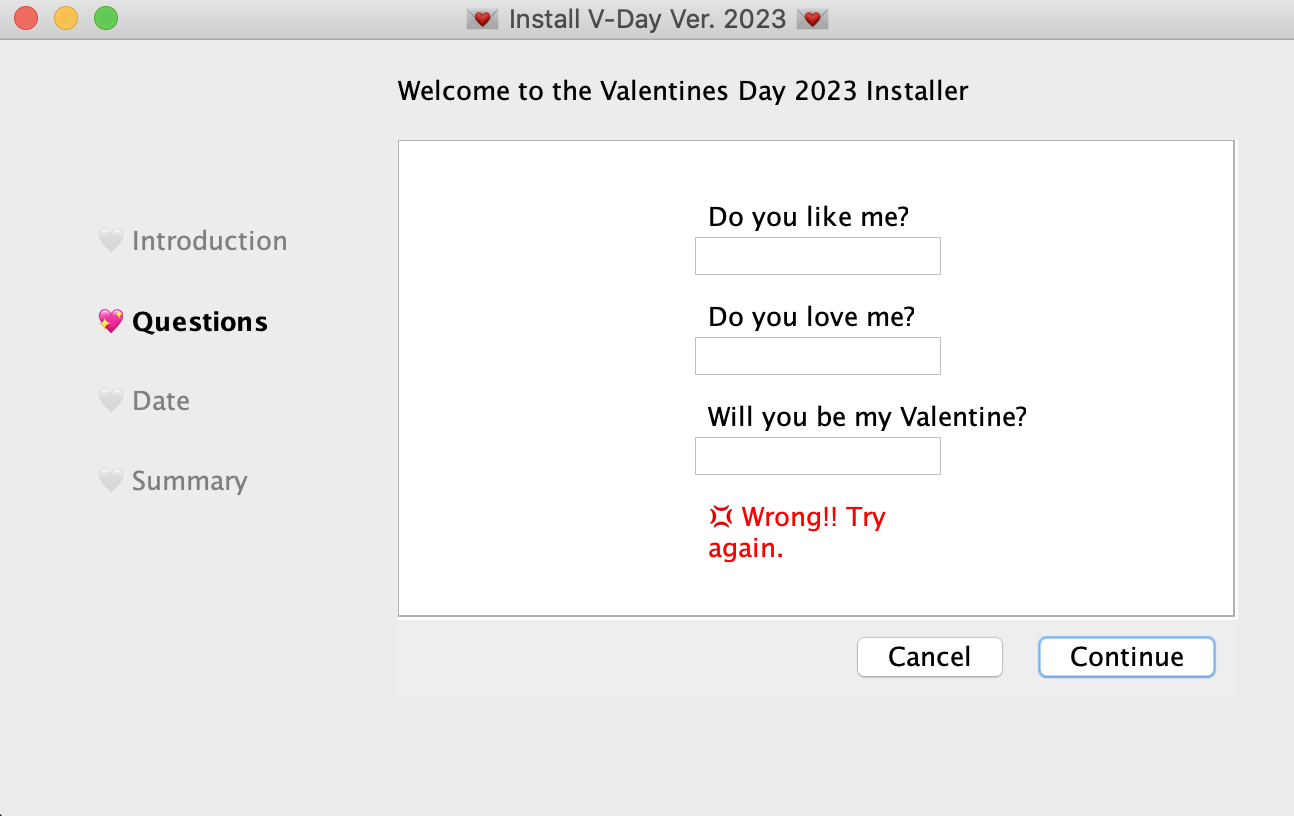 💌 Install V-Day Ver. 2023 💌
Welcome to the Valentines Day 2023 Installer
🤍 Introduction
💖 Questions
🤍 Date
🤍 Summary
Do you like me?
Do you love me?
Will you be my Valentine?
💢 Wrong!! Try
again.
Cancel
Continue